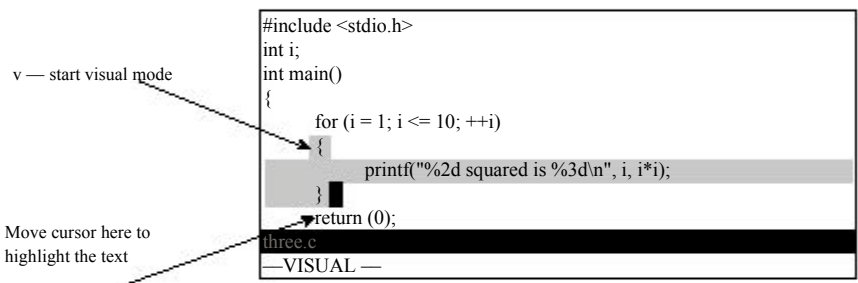 #include <stdio.h>
int i;
int main()
{
for (i = 1; i <= 10; ++i)
{
printf("%2d squared is %3d\n", i, i*i);
}
return (0);
three.c
—VISUAL —
v — start visual mode
Move cursor here to
highlight the text